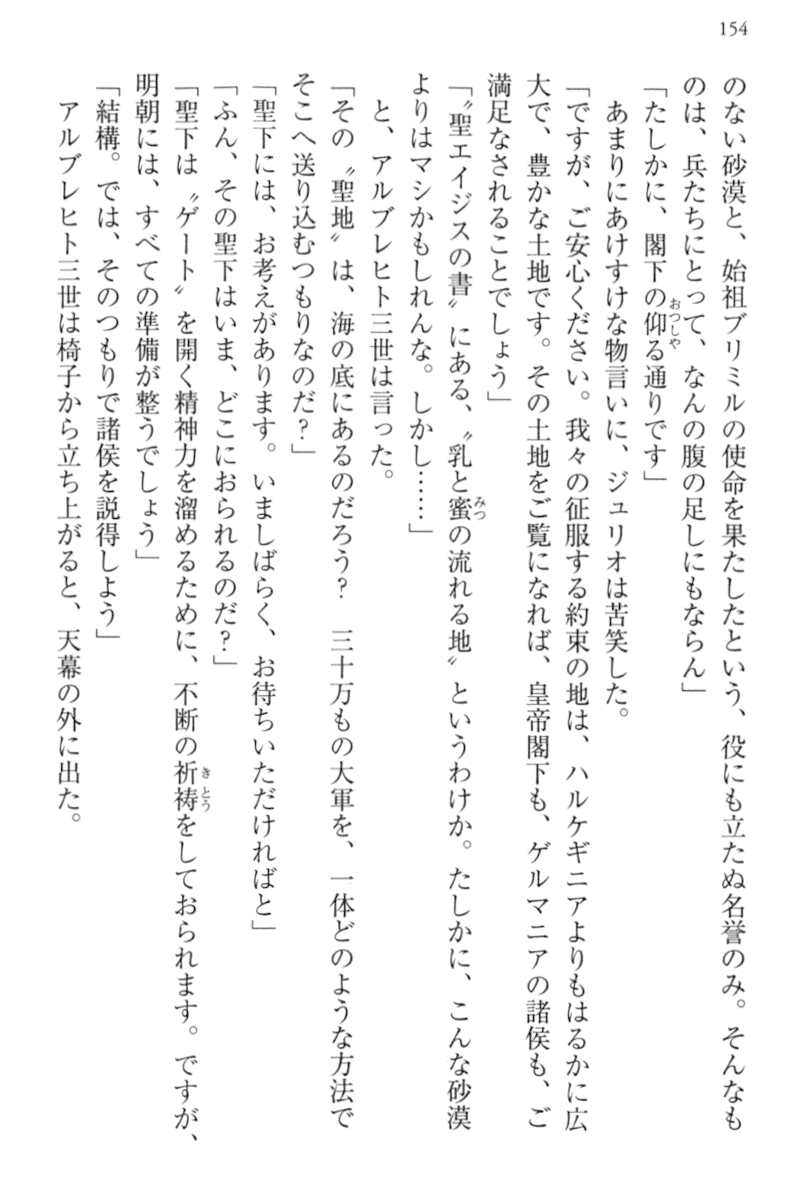 154
のない砂漠と、始祖ブリミルの使命を果たしたという、役にも立たぬ名誉のみ。そんなも
のは、兵たちにとって、なんの腹の足しにもならん」
「たしかに、閣下の仰る通りです」
あまりにあけすけな物言いに、ジュリオは苦笑した。
「ですが、ご安心ください。我々の征服する約束の地は、ハルケギニアよりもはるかに広
大で、豊かな土地です。その土地をご覧になれば、皇帝閣下も、ゲルマニアの諸侯も、ご
満足なされることでしょう」
「〝聖エイジスの書〟にある、〝乳と蜜の流れる地〟というわけか。たしかに、こんな砂漠
よりはマシかもしれんな。しかし……」
と、アルブレヒト三世は言った。
「その〝聖地〟は、海の底にあるのだろう？　三十万もの大軍を、一体どのような方法で
そこへ送り込むつもりなのだ？」
「聖下には、お考えがあります。いましばらく、お待ちいただければと」
「ふん、その聖下はいま、どこにおられるのだ？」
「聖下は〝ゲート〟を開く精神力を溜めるために、不断の祈祷をしておられます。ですが、
明朝には、すべての準備が整うでしょう」
「結構。では、そのつもりで諸侯を説得しよう」
アルブレヒト三世は椅子から立ち上がると、天幕の外に出た。